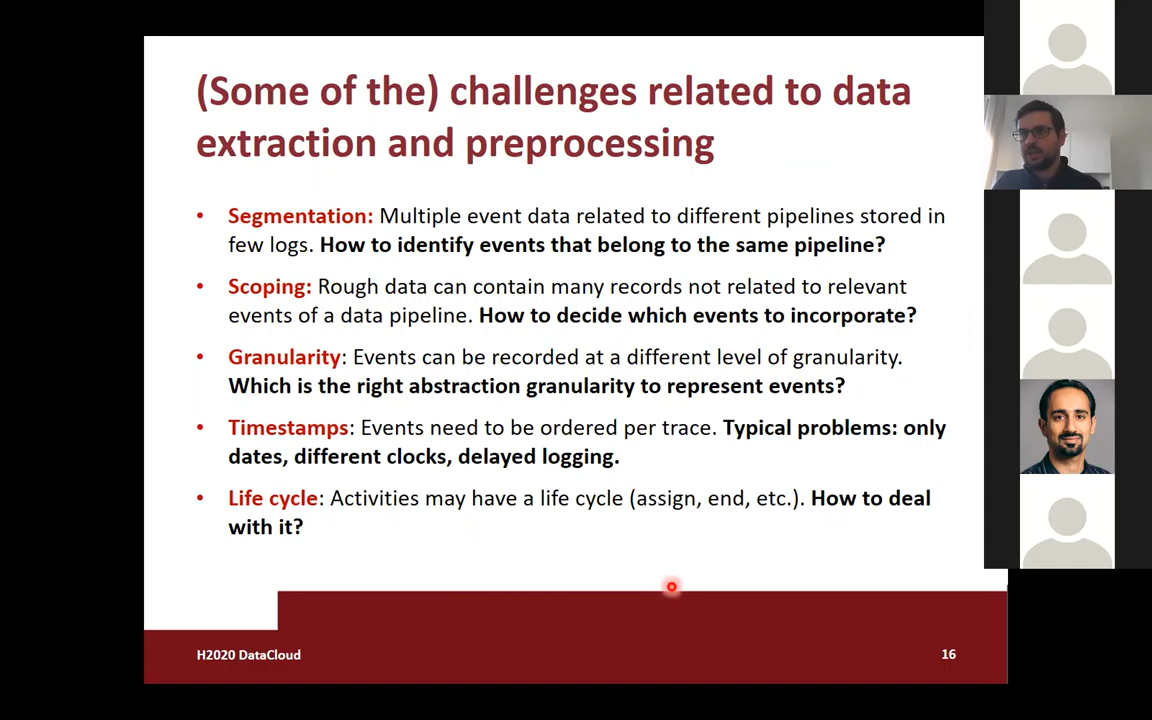 (Some of the) challenges related to data
extraction and preprocessing
• Segmentation: Multiple event data related to different pipelines stored in
few logs. How to identify events that belong to the same pipeline?
• Scoping: Rough data can contain many records not related to relevant
events of a data pipeline. How to decide which events to incorporate?
• Granularity: Events can be recorded at a different level of granularity.
Which is the right abstraction granularity to represent events?
• Timestamps: Events need to be ordered per trace. Typical problems: only
dates, different clocks, delayed logging.
• Life cycle: Activities may have a life cycle (assign, end, etc.). How to deal
with it?
H2020 DataCloud
16